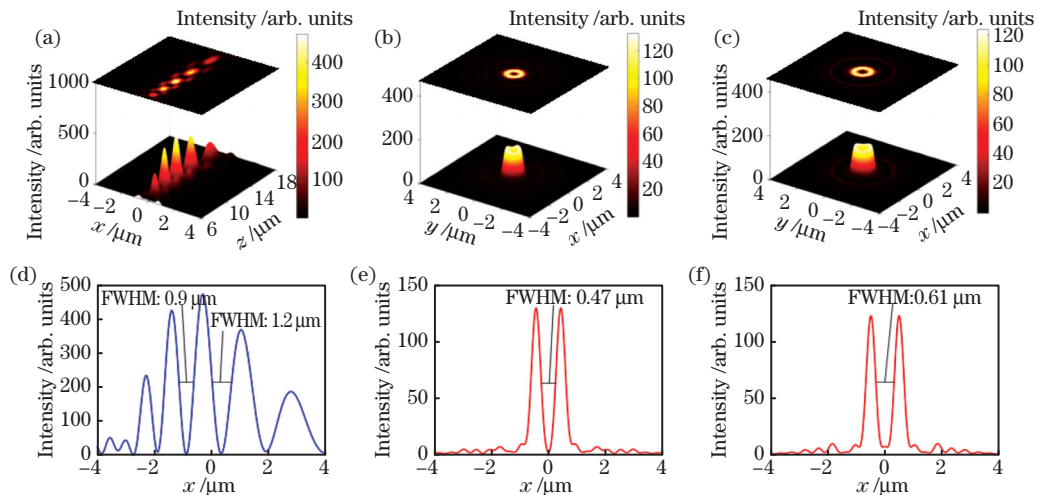 Intensity /arb. units
Intensity /arb. units
Intensity /arb. units
(a)
(b)
(c)
Intensity /arb. units
1000
500
0
−4
−2
0
2
4
x /μm
6
10
14
18
z /μm
400
300
200
100
Intensity /arb. units
400
200
0
4
2
0
−2
−4
y /μm
−4
−2
0
2
4
x /μm
120
100
80
60
40
20
Intensity /arb. units
400
200
0
4
2
0
−2
−4
y /μm
−4
−2
0
2
4
x /μm
120
100
80
60
40
20
(d)
Intensity /arb. units
500
400
300
200
100
0
FWHM: 0.9 μm
FWHM: 1.2 μm
−4
−2
0
2
4
x /μm
(e)
Intensity /arb. units
150
100
50
0
FWHM: 0.47 μm
−4
−2
0
2
4
x /μm
(f)
Intensity /arb. units
150
100
50
0
FWHM:0.61 μm
−4
−2
0
2
4
x /μm